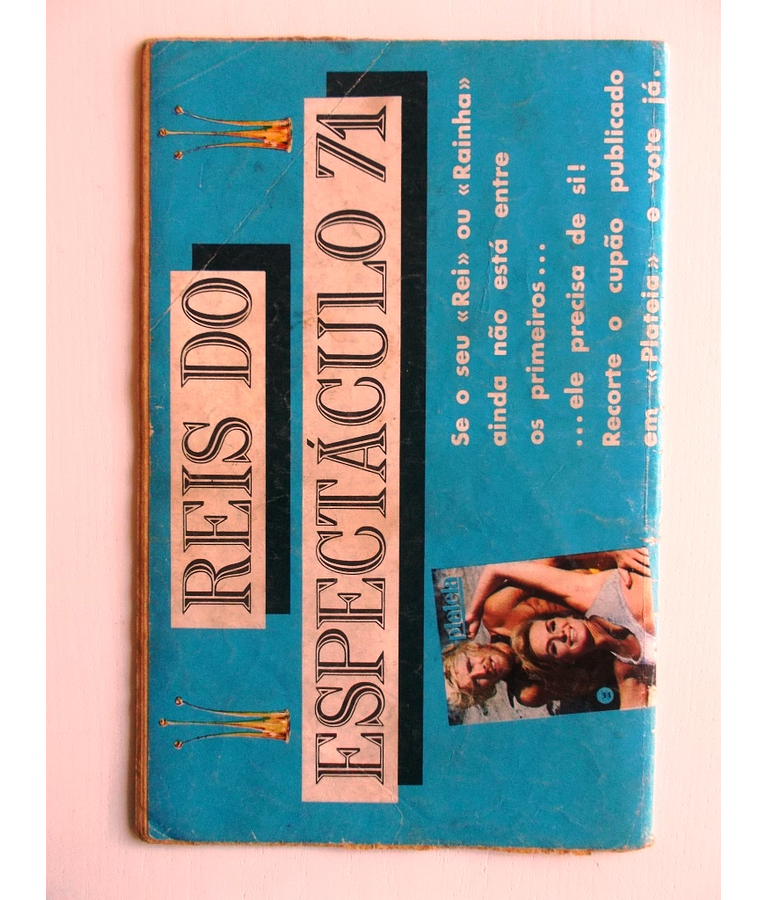 REIS DO
ESPECTÁCULO 71
Se o seu «Rei» ou «Rainha»
ainda não está entre
os primeiros...
...ele precisa de si!
Recorte o cupão publicado
em «Plateia» e vote já.
plateia
33